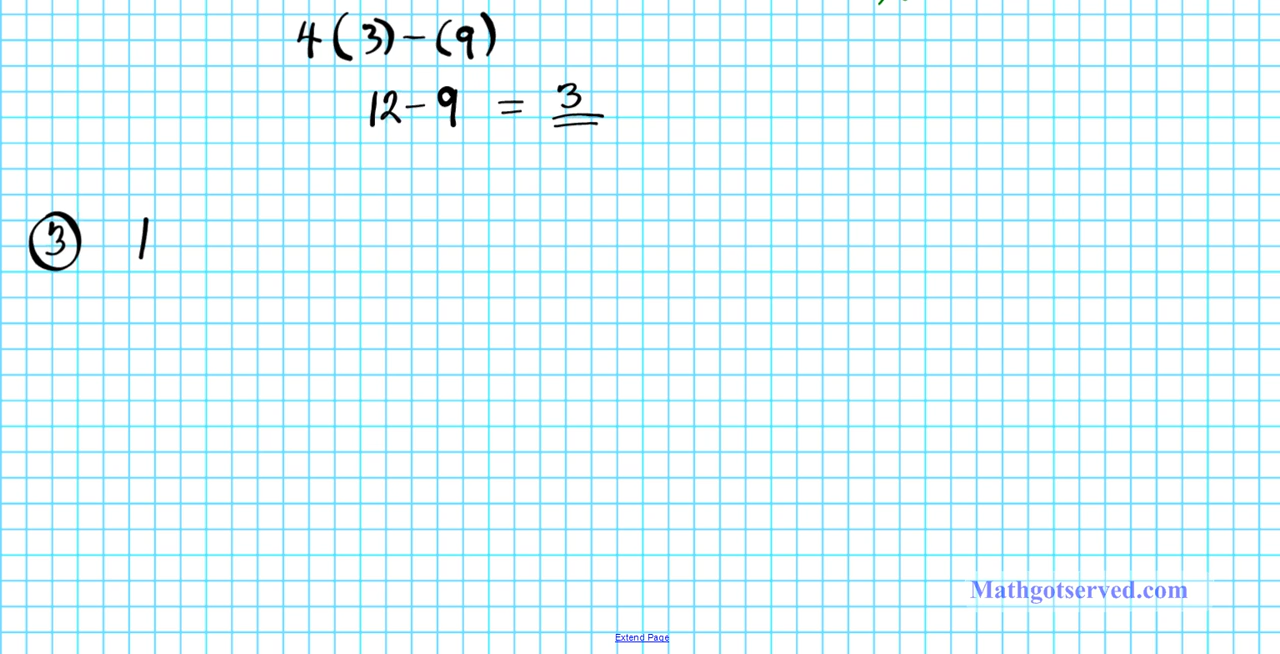 4(3)-(9)
12-9 = 3
3 1
Mathgotserved.com
Extend Page